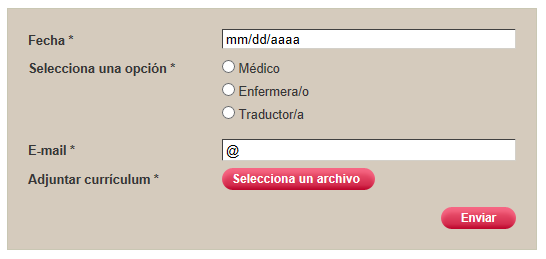 Fecha * mm/dd/aaaa
Selecciona una opción * Médico
Enfermera/o
Traductor/a
E-mail * @
Adjuntar currículum * Selecciona un archivo
Enviar